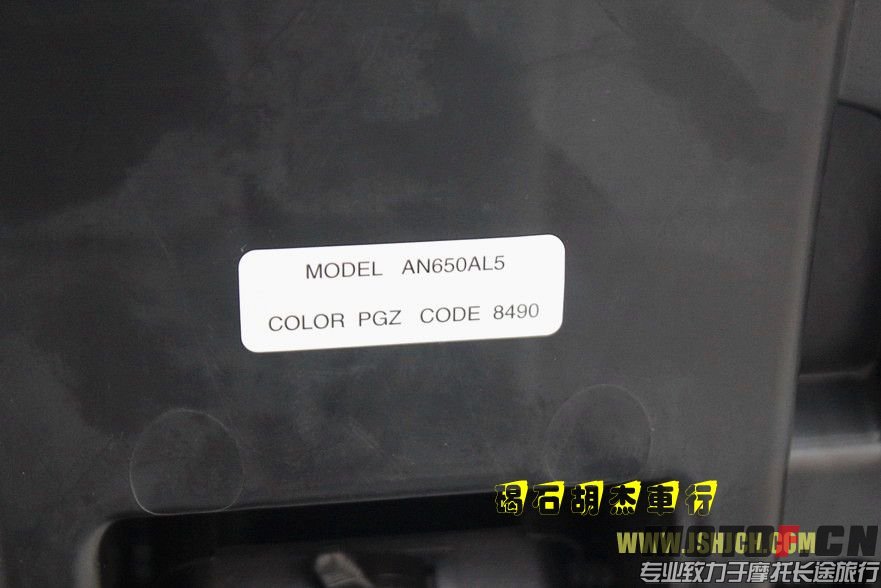 MODEL AN650AL5
COLOR PGZ CODE 8490
碣石胡杰車行
WWW.JSHJCH.COM
.CN
专业致力于摩托长途旅行